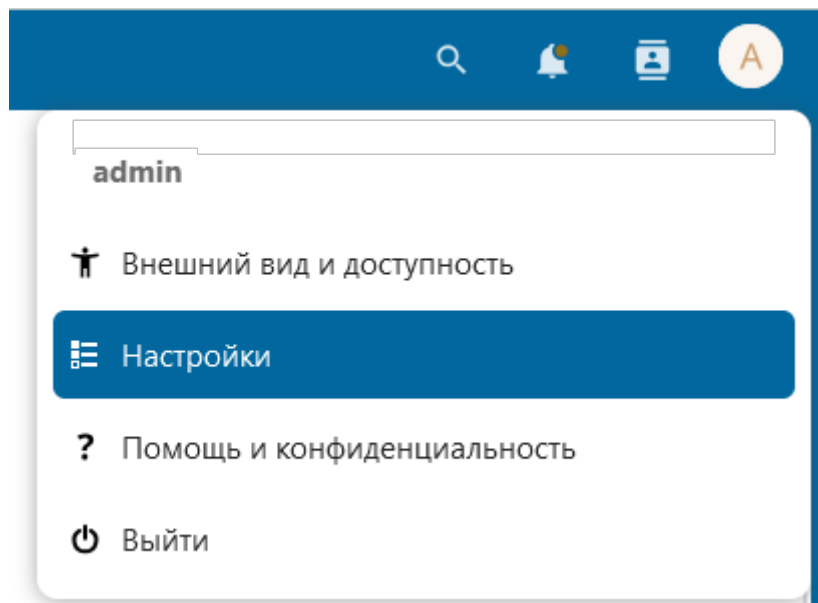 A
admin
Внешний вид и доступность
Настройки
? Помощь и конфиденциальность
Выйти